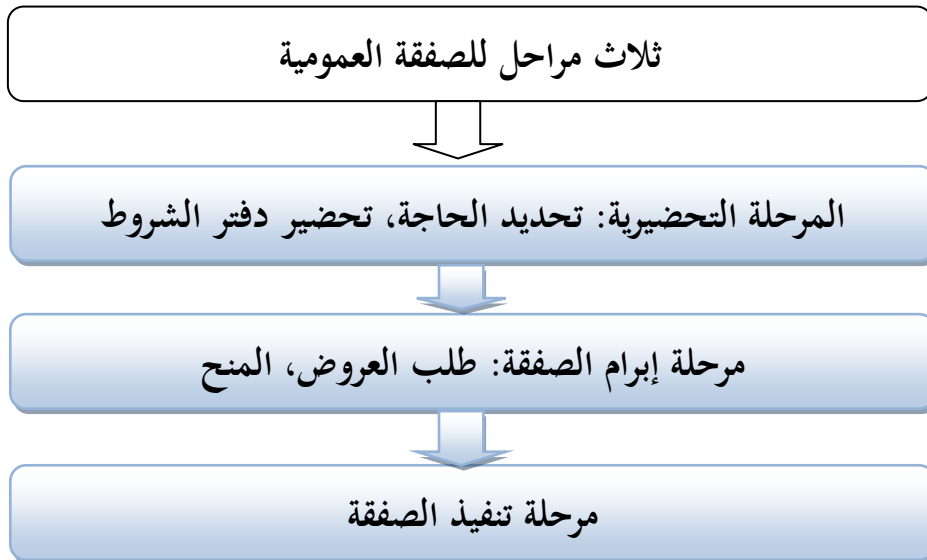 ثلاث مراحل للصفقة العمومية
المرحلة التحضيرية: تحديد الحاجة، تحضير دفتر الشروط
مرحلة إبرام الصفقة: طلب العروض، المنح
مرحلة تنفيذ الصفقة